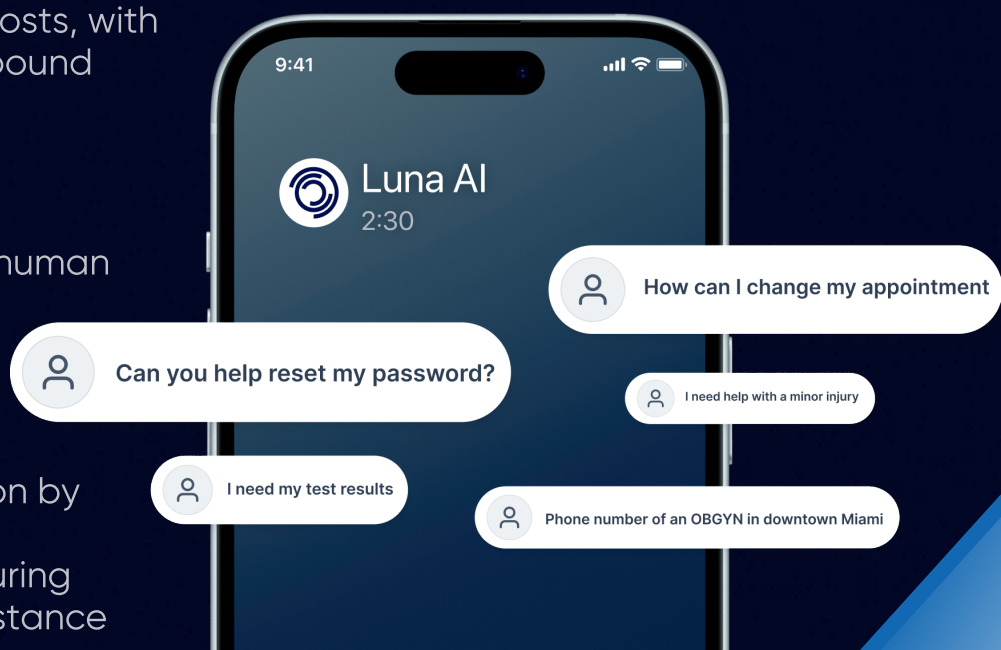 osts, with
human
on by
uring
9:41
Luna AI
2:30
How can I change my appointment
Can you help reset my password?
I need help with a minor injury
I need my test results
Phone number of an OBGYN in downtown Miami